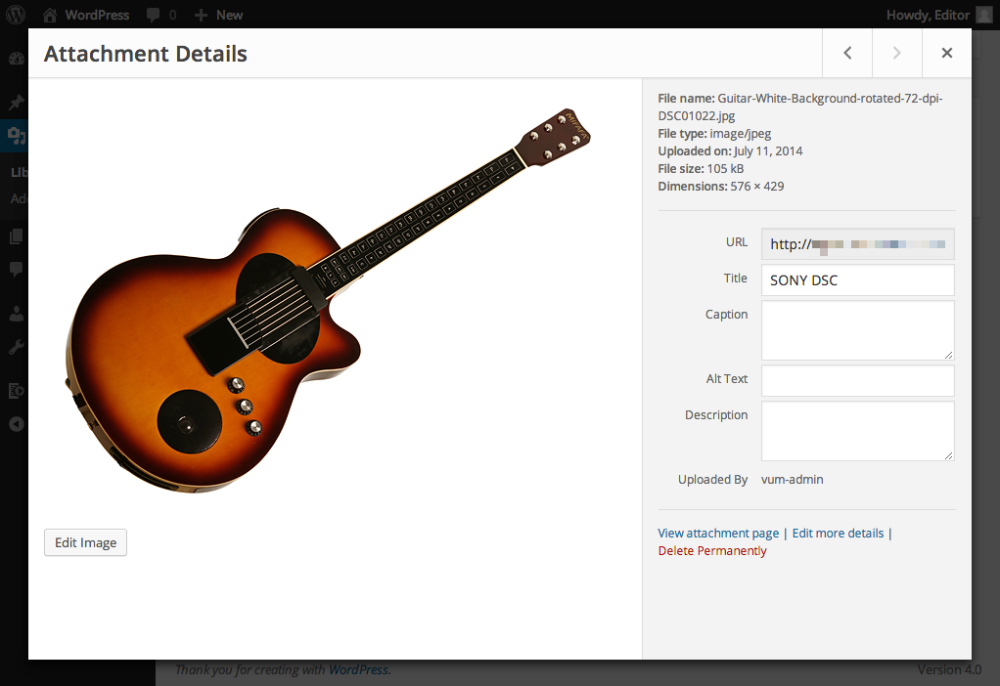 WordPress 0 New Howdy, Editor
Attachment Details
File name: Guitar-White-Background-rotated-72-dpi-
DSC01022.jpg
File type: image/jpeg
Uploaded on: July 11, 2014
File size: 105 kB
Dimensions: 576 × 429
URL http://
Title SONY DSC
Caption
Alt Text
Description
Uploaded By vum-admin
View attachment page | Edit more details |
Delete Permanently
Edit Image
Lib
Add
Thank you for creating with WordPress. Version 4.0